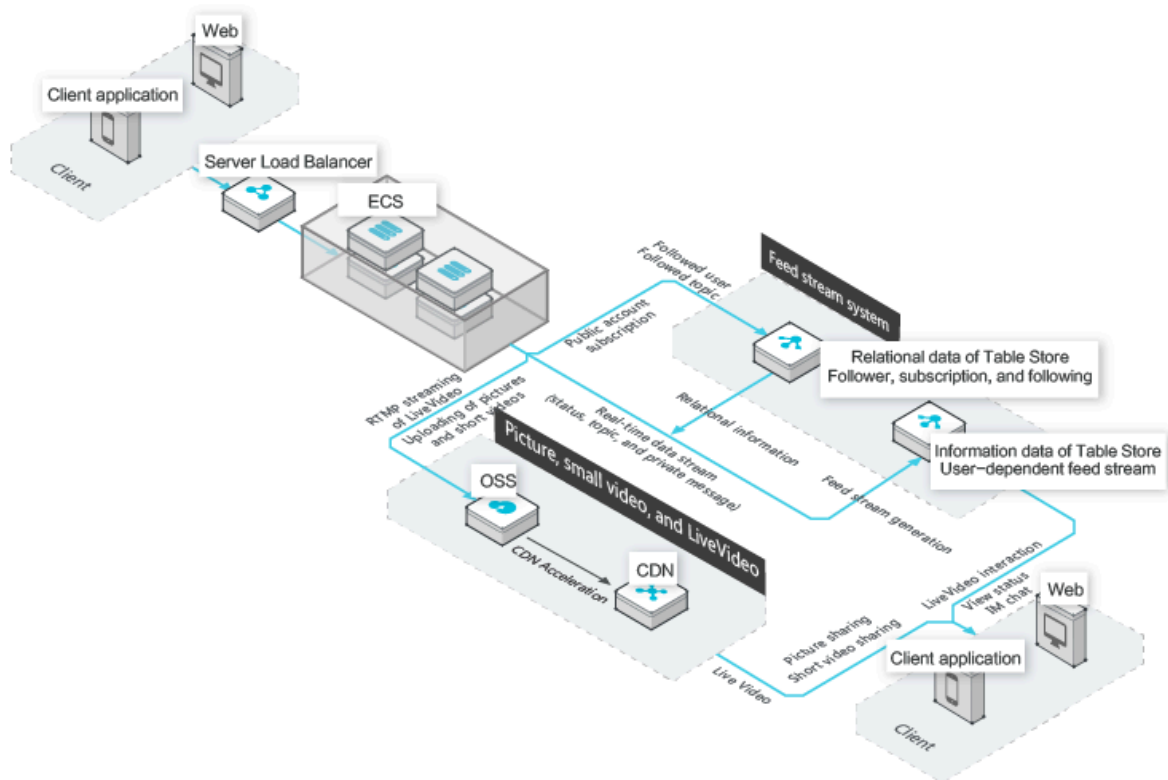 Web
Client application
Client
Server Load Balancer
ECS
Followed user
Followed topic
Public account
subscription
Feed stream system
Relational data of Table Store
Follower, subscription, and following
RTMp streaming
of LiveVideo
Uploading of pictures
and short videos
Real-time data stream
(status, topic, and private message)
Relational information
Information data of Table Store
User-dependent feed stream
Feed stream generation
Picture, small video, and LiveVideo
OSS
CDN Acceleration
CDN
LiveVideo interaction
View status
IM chat
Picture sharing
Short video sharing
Live Video
Web
Client application
Client